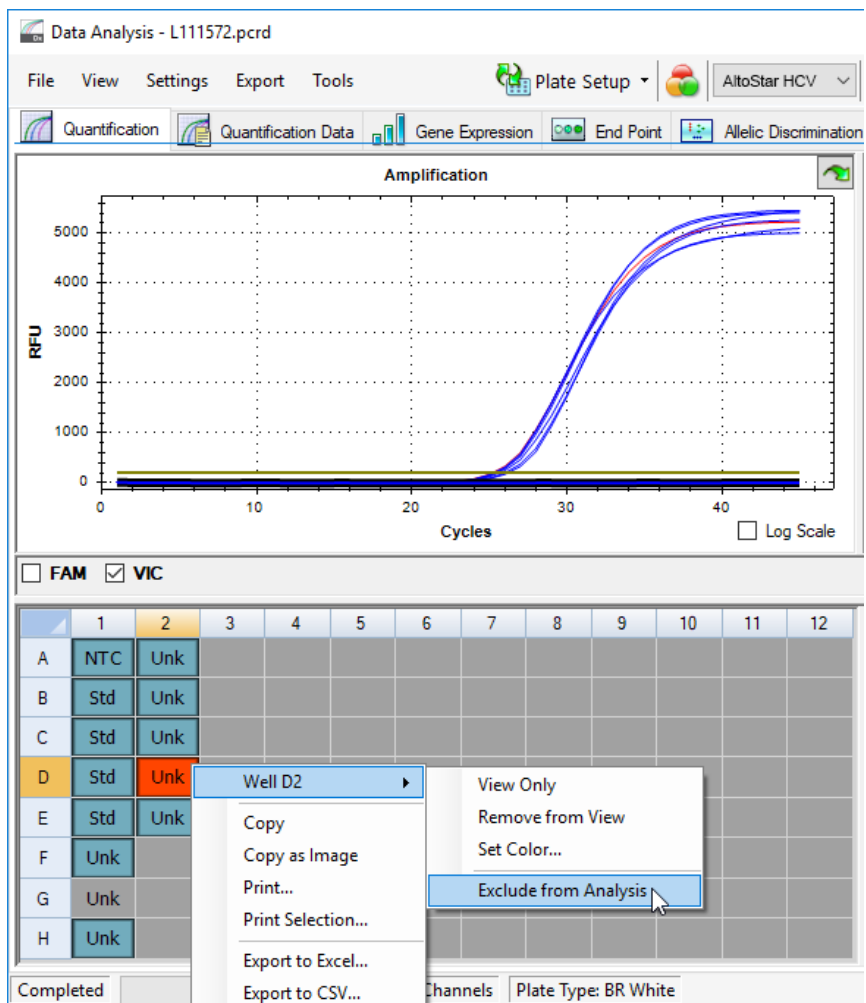 Data Analysis - L111572.pcrd
File View Settings Export Tools Plate Setup AltoStar HCV
Quantification Quantification Data Gene Expression End Point Allelic Discrimination
Amplification
5000
4000
3000
2000
1000
0
RFU
0 10 20 30 40
Cycles
Log Scale
FAM VIC
1 2 3 4 5 6 7 8 9 10 11 12
A NTC Unk
B Std Unk
C Std Unk
D Std Unk
E Std Unk
F Unk
G Unk
H Unk
Well D2
Copy
Copy as Image
Print...
Print Selection...
Export to Excel...
Export to CSV...
View Only
Remove from View
Set Color...
Exclude from Analysis
Completed Channels Plate Type: BR White